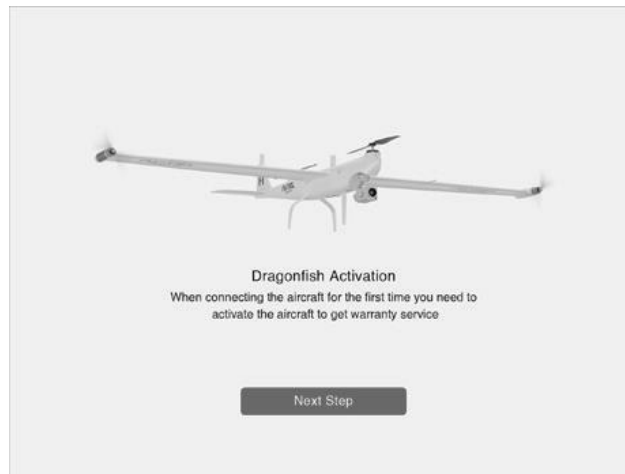 Dragonfish Activation
When connecting the aircraft for the first time you need to
activate the aircraft to get warranty service
Next Step